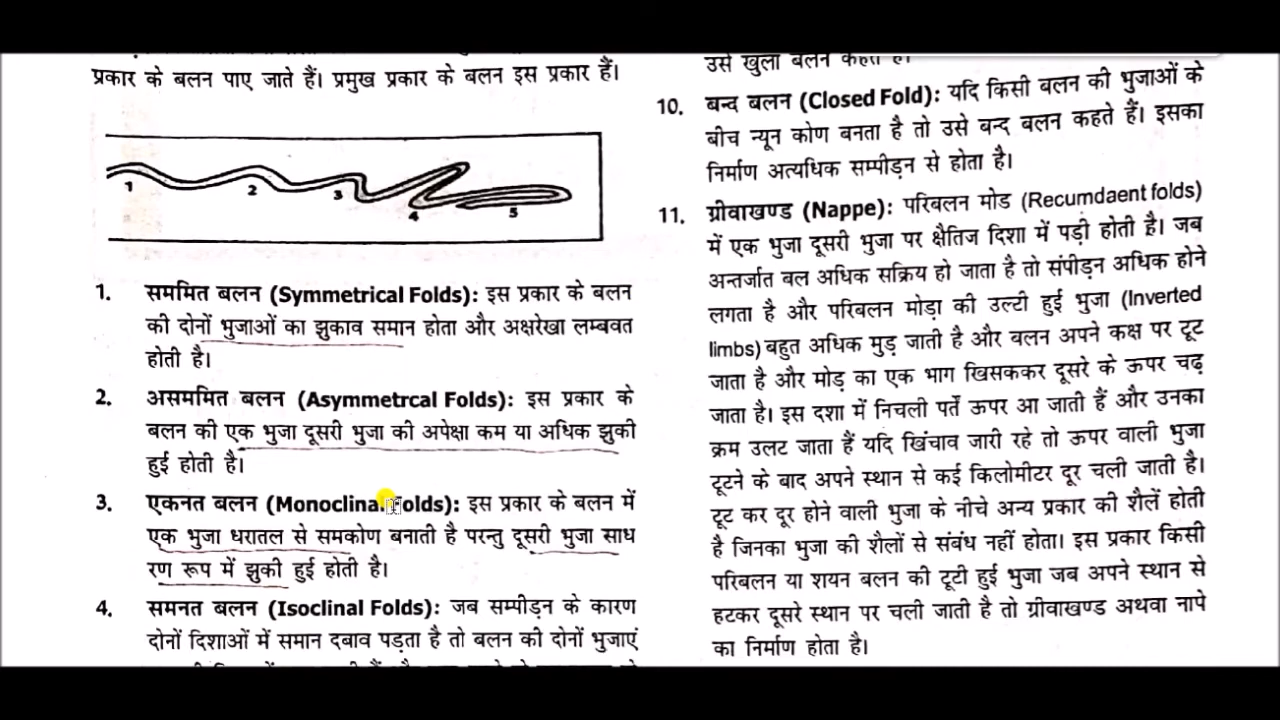 प्रकार के बलन पाए जाते हैं। प्रमुख प्रकार के बलन इस प्रकार हैं।
1
2
3
4
5
1. सममित बलन (Symmetrical Folds): इस प्रकार के बलन
की दोनों भुजाओं का झुकाव समान होता और अक्षरेखा लम्बवत
होती है।
2. असममित बलन (Asymmetrcal Folds): इस प्रकार के
बलन की एक भुजा दूसरी भुजा की अपेक्षा कम या अधिक झुकी
हुई होती है।
3. एकनत बलन (Monoclinal Folds): इस प्रकार के बलन में
एक भुजा धरातल से समकोण बनाती है परन्तु दूसरी भुजा साध
रण रूप में झुकी हुई होती है।
4. समनत बलन (Isoclinal Folds): जब सम्पीड़न के कारण
दोनों दिशाओं में समान दबाव पड़ता है तो बलन की दोनों भुजाएं
उसे खुला बलन कहते हैं।
10. बन्द बलन (Closed Fold): यदि किसी बलन की भुजाओं के
बीच न्यून कोण बनता है तो उसे बन्द बलन कहते हैं। इसका
निर्माण अत्यधिक सम्पीड़न से होता है।
11. ग्रीवाखण्ड (Nappe): परिबलन मोड (Recumdaent folds)
में एक भुजा दूसरी भुजा पर क्षैतिज दिशा में पड़ी होती है। जब
अन्तर्जात बल अधिक सक्रिय हो जाता है तो संपीड़न अधिक होने
लगता है और परिबलन मोड़ा की उल्टी हुई भुजा (Inverted
limbs) बहुत अधिक मुड़ जाती है और बलन अपने कक्ष पर टूट
जाता है और मोड़ का एक भाग खिसककर दूसरे के ऊपर चढ़
जाता है। इस दशा में निचली पर्तें ऊपर आ जाती हैं और उनका
क्रम उलट जाता हैं यदि खिंचाव जारी रहे तो ऊपर वाली भुजा
टूटने के बाद अपने स्थान से कई किलोमीटर दूर चली जाती है।
टूट कर दूर होने वाली भुजा के नीचे अन्य प्रकार की शैलें होती
है जिनका भुजा की शैलों से संबंध नहीं होता। इस प्रकार किसी
परिबलन या शयन बलन की टूटी हुई भुजा जब अपने स्थान से
हटकर दूसरे स्थान पर चली जाती है तो ग्रीवाखण्ड अथवा नापे
का निर्माण होता है।